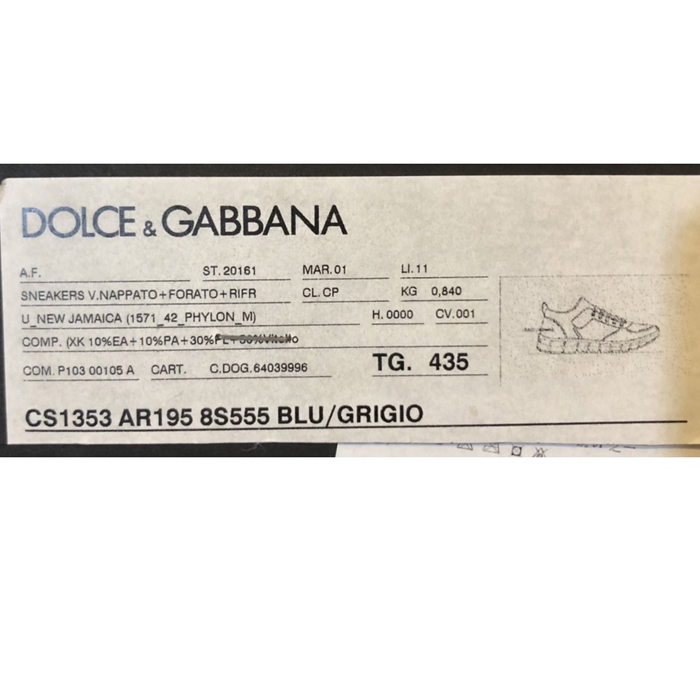 DOLCE & GABBANA
A.F. ST. 20161 MAR. 01 LI. 11
SNEAKERS V.NAPPATO+FORATO+RIFR CL. CP KG 0,840
U_NEW JAMAICA (1571_42_PHYLON_M) H. 0000 CV. 001
COMP. (XK 10%EA+10%PA+30%
COM. P103 00105 A CART. C.DOG. 64039996 TG. 435
CS1353 AR195 8S555 BLU/GRIGIO